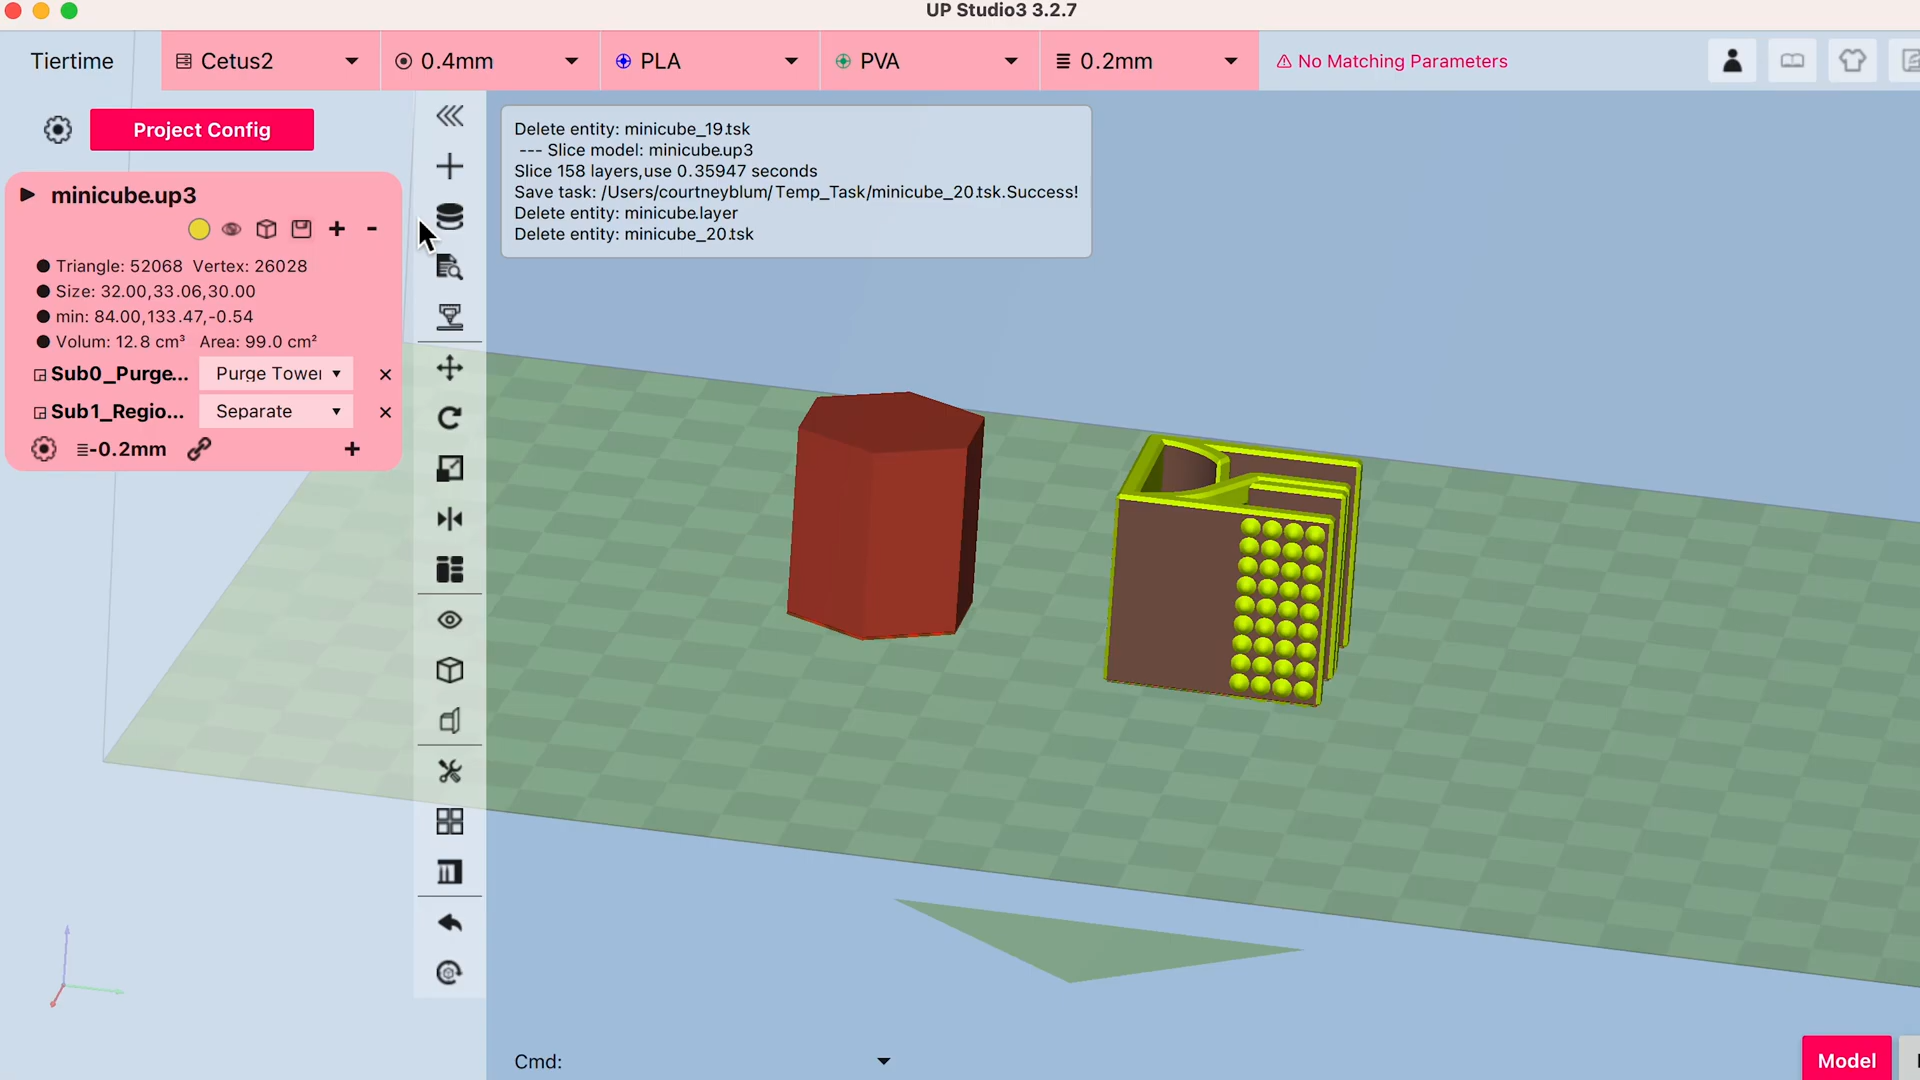 UP Studio3 3.2.7
Tiertime
Cetus2
0.4mm
PLA
PVA
0.2mm
No Matching Parameters
Project Config
minicube.up3
Triangle: 52068 Vertex: 26028
Size: 32.00,33.06,30.00
min: 84.00,133.47,-0.54
Volum: 12.8 cm³ Area: 99.0 cm²
Sub0_Purge...
Purge Tower
Sub1_Regio...
Separate
-0.2mm
Delete entity: minicube_19.tsk
--- Slice model: minicube.up3
Slice 158 layers,use 0.35947 seconds
Save task: /Users/courtneyblum/Temp_Task/minicube_20.tsk.Success!
Delete entity: minicube.layer
Delete entity: minicube_20.tsk
Cmd:
Model